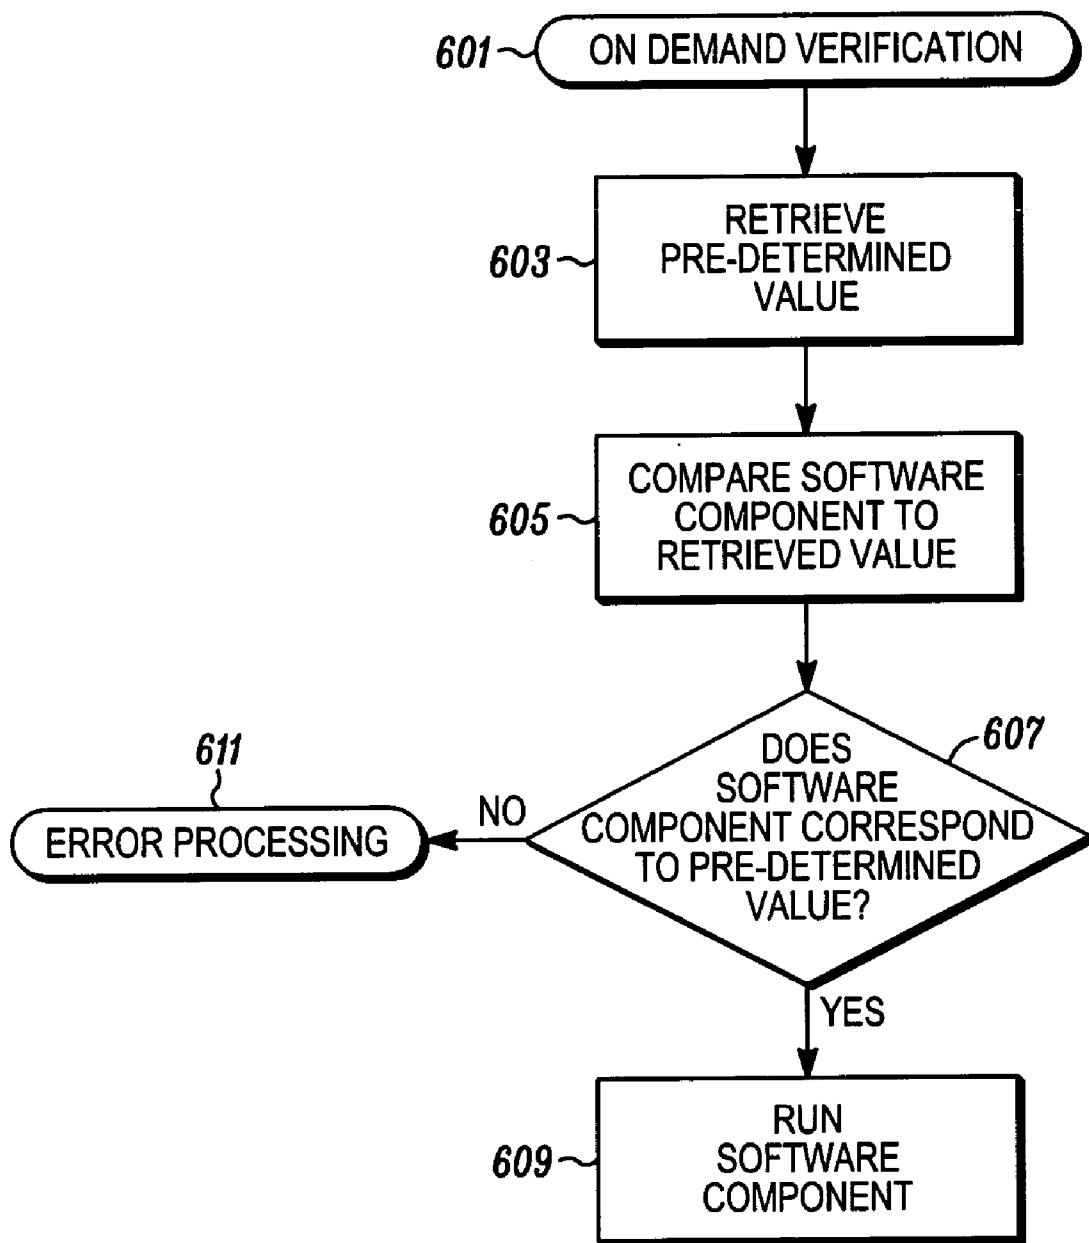 601
ON DEMAND VERIFICATION
603
RETRIEVE
PRE-DETERMINED
VALUE
605
COMPARE SOFTWARE
COMPONENT TO
RETRIEVED VALUE
607
DOES
SOFTWARE
COMPONENT CORRESPOND
TO PRE-DETERMINED
VALUE?
NO
611
ERROR PROCESSING
YES
609
RUN
SOFTWARE
COMPONENT